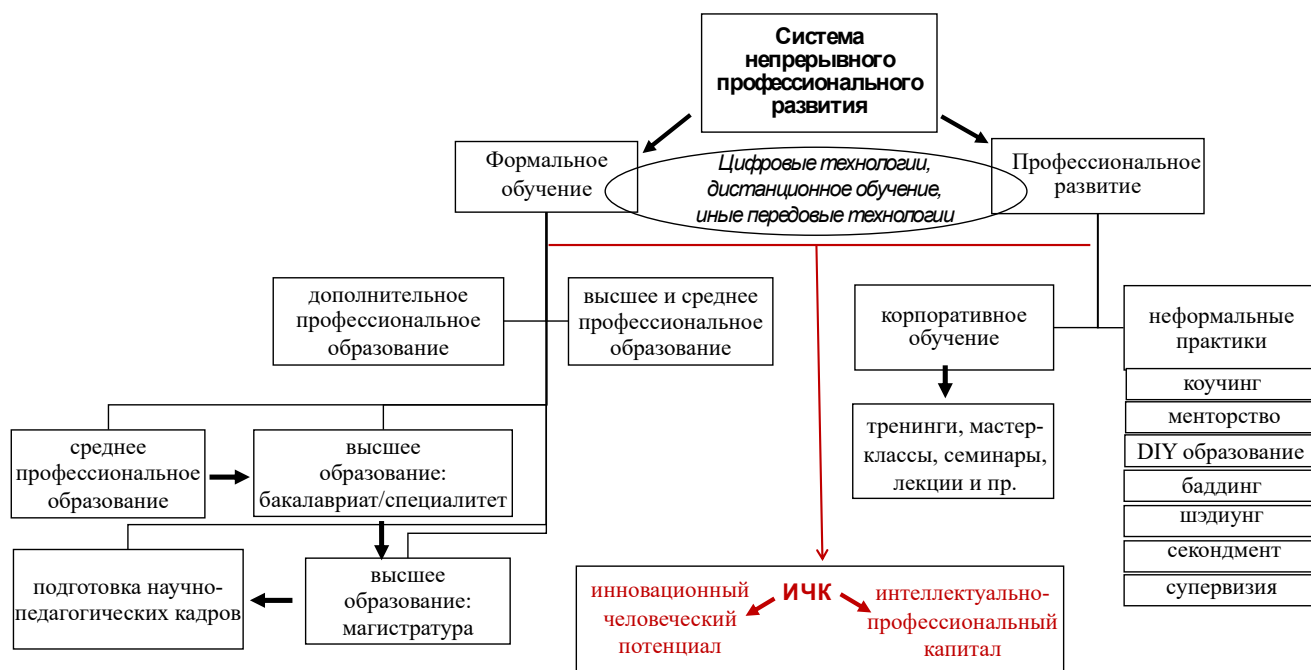 Система
непрерывного
профессионального
развития
Формальное
обучение
Цифровые технологии,
дистанционное обучение,
иные передовые технологии
Профессиональное
развитие
дополнительное
профессиональное
образование
высшее и среднее
профессиональное
образование
корпоративное
обучение
неформальные
практики
коучинг
менторство
DIY образование
баддинг
шэдиунг
секондмент
супервизия
тренинги, мастер-
классы, семинары,
лекции и пр.
среднее
профессиональное
образование
высшее
образование:
бакалавриат/специалитет
подготовка научно-
педагогических кадров
высшее
образование:
магистратура
инновационный
человеческий
потенциал
ИЧК
интеллектуально-
профессиональный
капитал